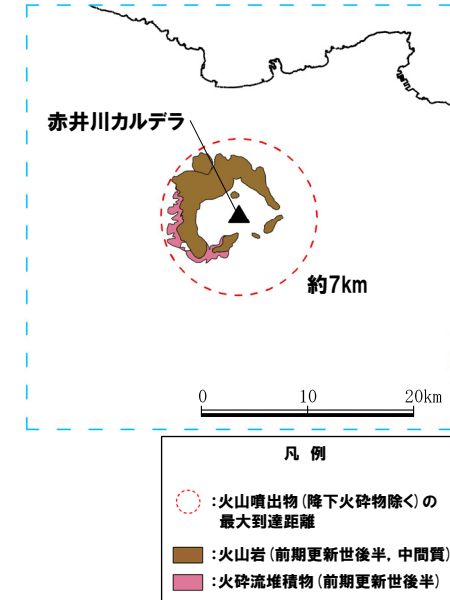 赤井川カルデラ
約7km
0 10 20km
凡 例
:火山噴出物(降下火砕物除く)の
最大到達距離
:火山岩(前期更新世後半, 中間質)
:火砕流堆積物(前期更新世後半)